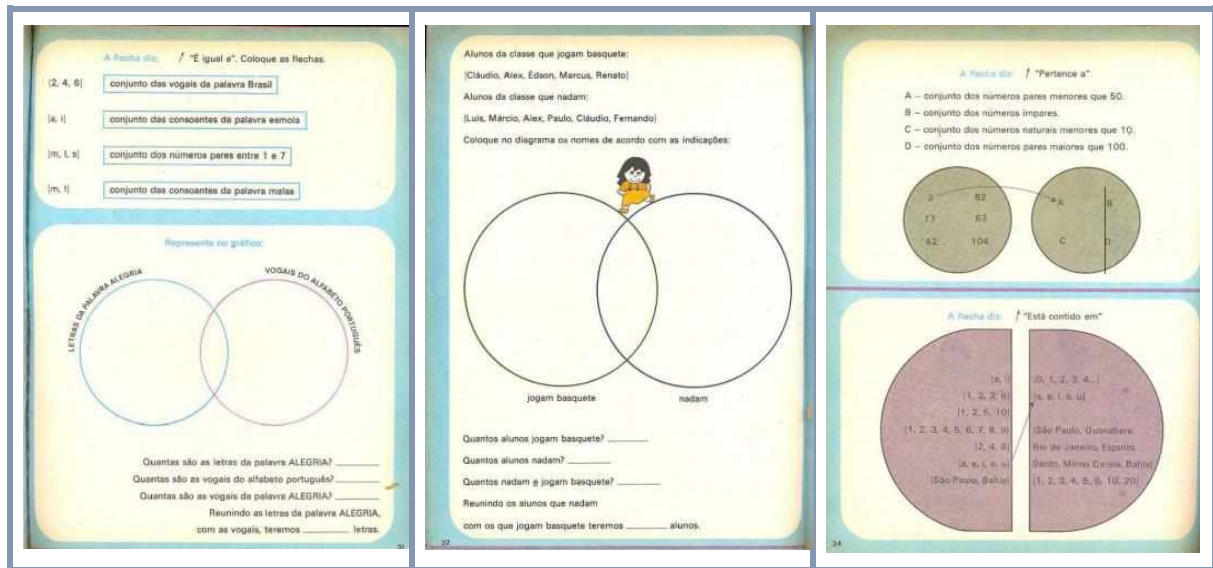 A flecha diz: "É igual a". Coloque as flechas.
{2, 4, 6}
conjunto das vogais da palavra Brasil
{a, i}
conjunto das consoantes da palavra esmola
{m, l, s}
conjunto dos números pares entre 1 e 7
{m, l}
conjunto das consoantes da palavra malas
Represente no gráfico:
LETRAS DA PALAVRA ALEGRIA
VOGAIS DO ALFABETO PORTUGUÊS
Quantas são as letras da palavra ALEGRIA?
Quantas são as vogais do alfabeto português?
Quantas são as vogais da palavra ALEGRIA?
Reunindo as letras da palavra ALEGRIA,
com as vogais, teremos letras.
31
Alunos da classe que jogam basquete:
{Cláudio, Alex, Édson, Marcus, Renato}
Alunos da classe que nadam:
{Luís, Márcio, Alex, Paulo, Cláudio, Fernando}
Coloque no diagrama os nomes de acordo com as indicações:
jogam basquete
nadam
Quantos alunos jogam basquete?
Quantos alunos nadam?
Quantos nadam e jogam basquete?
Reunindo os alunos que nadam
com os que jogam basquete teremos alunos.
32
A flecha diz: "Pertence a"
A – conjunto dos números pares menores que 50.
B – conjunto dos números ímpares.
C – conjunto dos números naturais menores que 10.
D – conjunto dos números pares maiores que 100.
2 82
17 63
42 104
A B
C D
A flecha diz: "Está contido em"
{a, i}
{1, 2, 3, 6}
{1, 2, 5, 10}
{1, 2, 3, 4, 5, 6, 7, 8, 9}
{2, 4, 6}
{a, e, i, o, u}
{São Paulo, Bahia}
{0, 1, 2, 3, 4...}
{a, e, i, o, u}
{São Paulo, Guanabara,
Rio de Janeiro, Espírito
Santo, Minas Gerais, Bahia}
{1, 2, 3, 4, 5, 6, 10, 20}
34